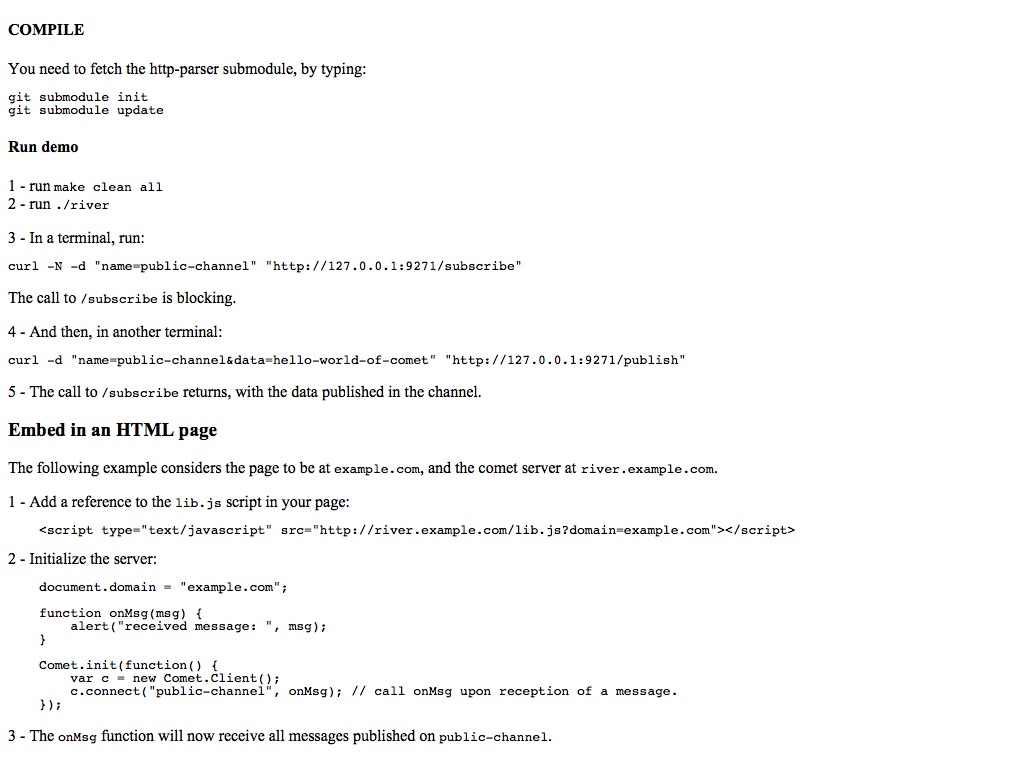 COMPILE
You need to fetch the http-parser submodule, by typing:
git submodule init
git submodule update
Run demo
1 - run make clean all
2 - run ./river
3 - In a terminal, run:
curl -N -d "name=public-channel" "http://127.0.0.1:9271/subscribe"
The call to /subscribe is blocking.
4 - And then, in another terminal:
curl -d "name=public-channel&data=hello-world-of-comet" "http://127.0.0.1:9271/publish"
5 - The call to /subscribe returns, with the data published in the channel.
Embed in an HTML page
The following example considers the page to be at example.com, and the comet server at river.example.com.
1 - Add a reference to the lib.js script in your page:
<script type="text/javascript" src="http://river.example.com/lib.js?domain=example.com"></script>
2 - Initialize the server:
document.domain = "example.com";
function onMsg(msg) {
    alert("received message: ", msg);
}
Comet.init(function() {
    var c = new Comet.Client();
    c.connect("public-channel", onMsg); // call onMsg upon reception of a message.
});
3 - The onMsg function will now receive all messages published on public-channel.